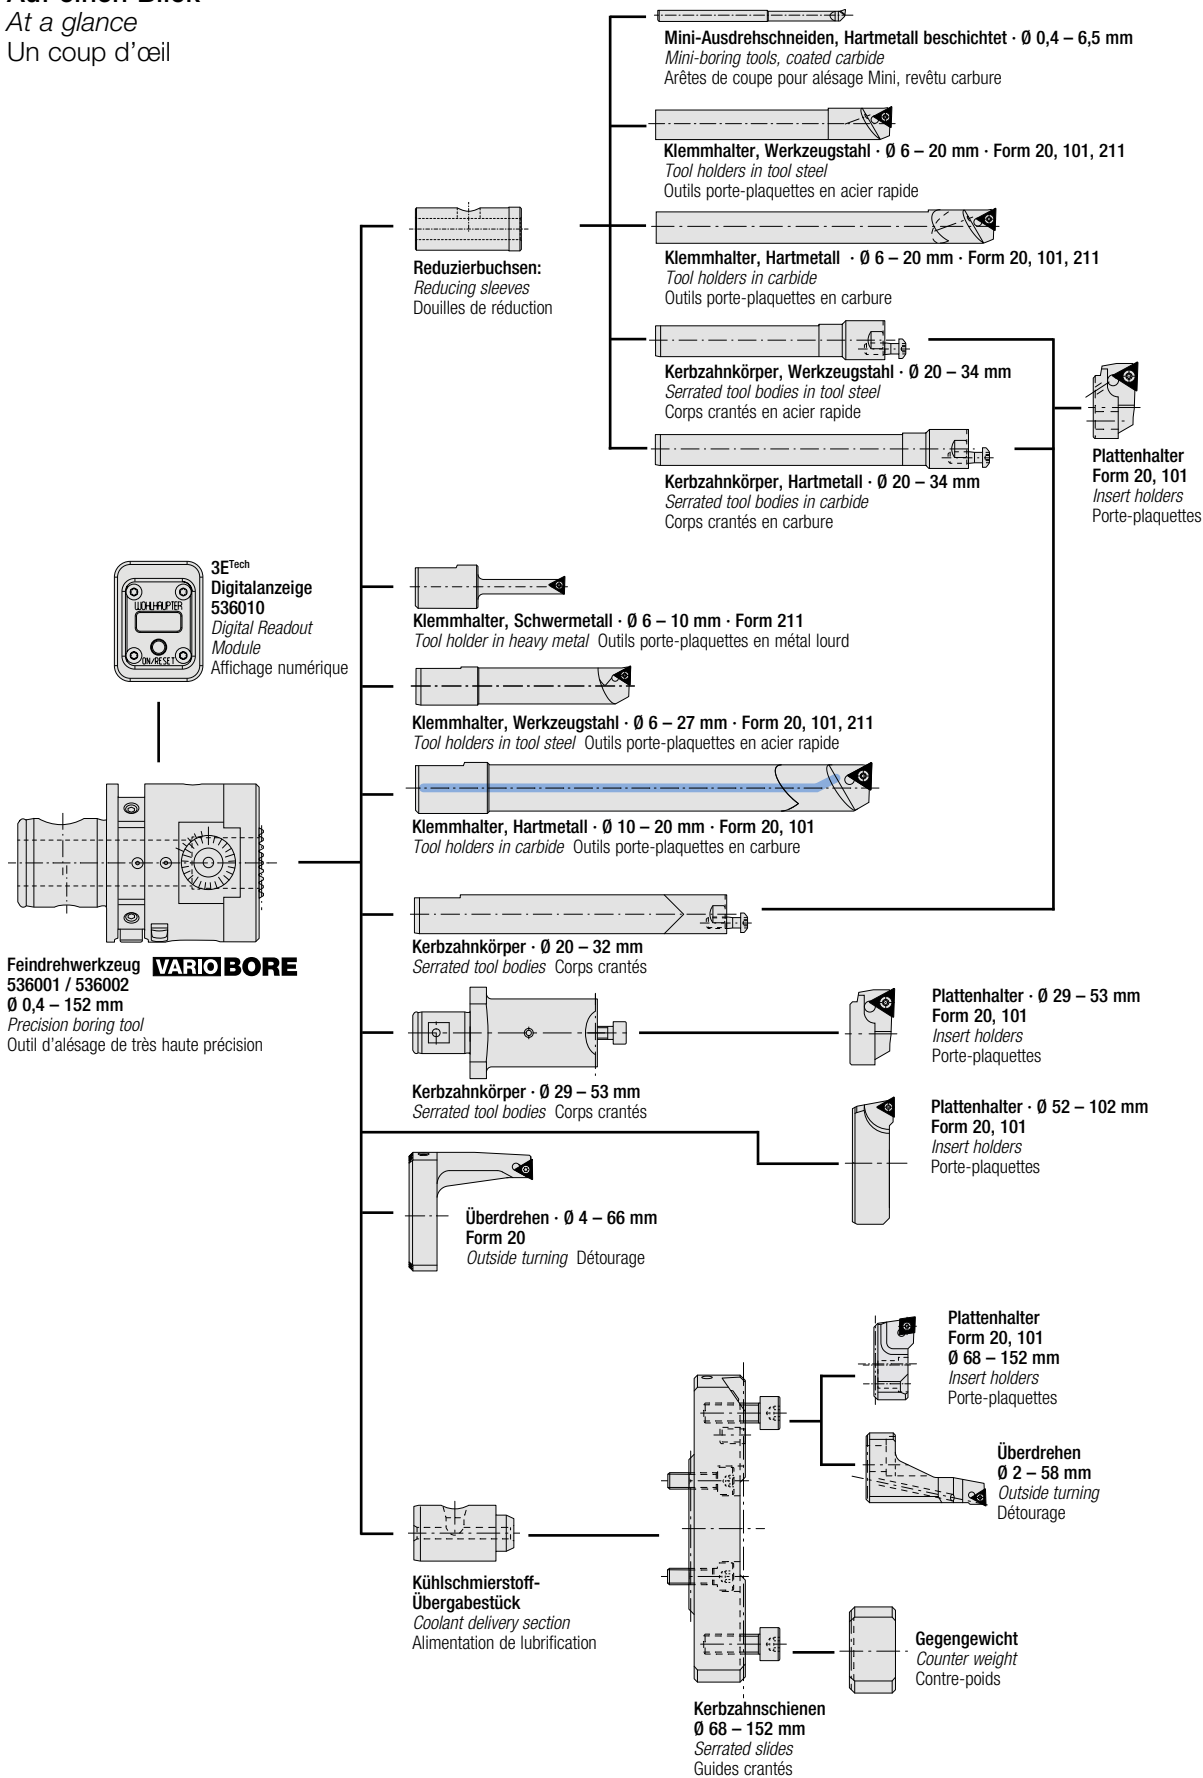 At a glance
Un coup d'œil
Mini-Ausdrehschneiden, Hartmetall beschichtet · Ø 0,4 – 6,5 mm
Mini-boring tools, coated carbide
Arêtes de coupe pour alésage Mini, revêtu carbure
Klemmhalter, Werkzeugstahl · Ø 6 – 20 mm · Form 20, 101, 211
Tool holders in tool steel
Outils porte-plaquettes en acier rapide
Reduzierbuchsen:
Reducing sleeves
Douilles de réduction
Klemmhalter, Hartmetall · Ø 6 – 20 mm · Form 20, 101, 211
Tool holders in carbide
Outils porte-plaquettes en carbure
Kerbzahnkörper, Werkzeugstahl · Ø 20 – 34 mm
Serrated tool bodies in tool steel
Corps crantés en acier rapide
Kerbzahnkörper, Hartmetall · Ø 20 – 34 mm
Serrated tool bodies in carbide
Corps crantés en carbure
Plattenhalter
Form 20, 101
Insert holders
Porte-plaquettes
WOHLHAUPTER
ON/RESET
3ETech
Digitalanzeige
536010
Digital Readout
Module
Affichage numérique
Klemmhalter, Schwermetall · Ø 6 – 10 mm · Form 211
Tool holder in heavy metal Outils porte-plaquettes en métal lourd
Klemmhalter, Werkzeugstahl · Ø 6 – 27 mm · Form 20, 101, 211
Tool holders in tool steel Outils porte-plaquettes en acier rapide
Klemmhalter, Hartmetall · Ø 10 – 20 mm · Form 20, 101
Tool holders in carbide Outils porte-plaquettes en carbure
Feindrehwerkzeug VARIO BORE
536001 / 536002
Ø 0,4 – 152 mm
Precision boring tool
Outil d'alésage de très haute précision
Kerbzahnkörper · Ø 20 – 32 mm
Serrated tool bodies Corps crantés
Kerbzahnkörper · Ø 29 – 53 mm
Serrated tool bodies Corps crantés
Plattenhalter · Ø 29 – 53 mm
Form 20, 101
Insert holders
Porte-plaquettes
Plattenhalter · Ø 52 – 102 mm
Form 20, 101
Insert holders
Porte-plaquettes
Überdrehen · Ø 4 – 66 mm
Form 20
Outside turning Détourage
Plattenhalter
Form 20, 101
Ø 68 – 152 mm
Insert holders
Porte-plaquettes
Überdrehen
Ø 2 – 58 mm
Outside turning
Détourage
Kühlschmierstoff-
Übergabestück
Coolant delivery section
Alimentation de lubrification
Gegengewicht
Counter weight
Contre-poids
Kerbzahnschienen
Ø 68 – 152 mm
Serrated slides
Guides crantés